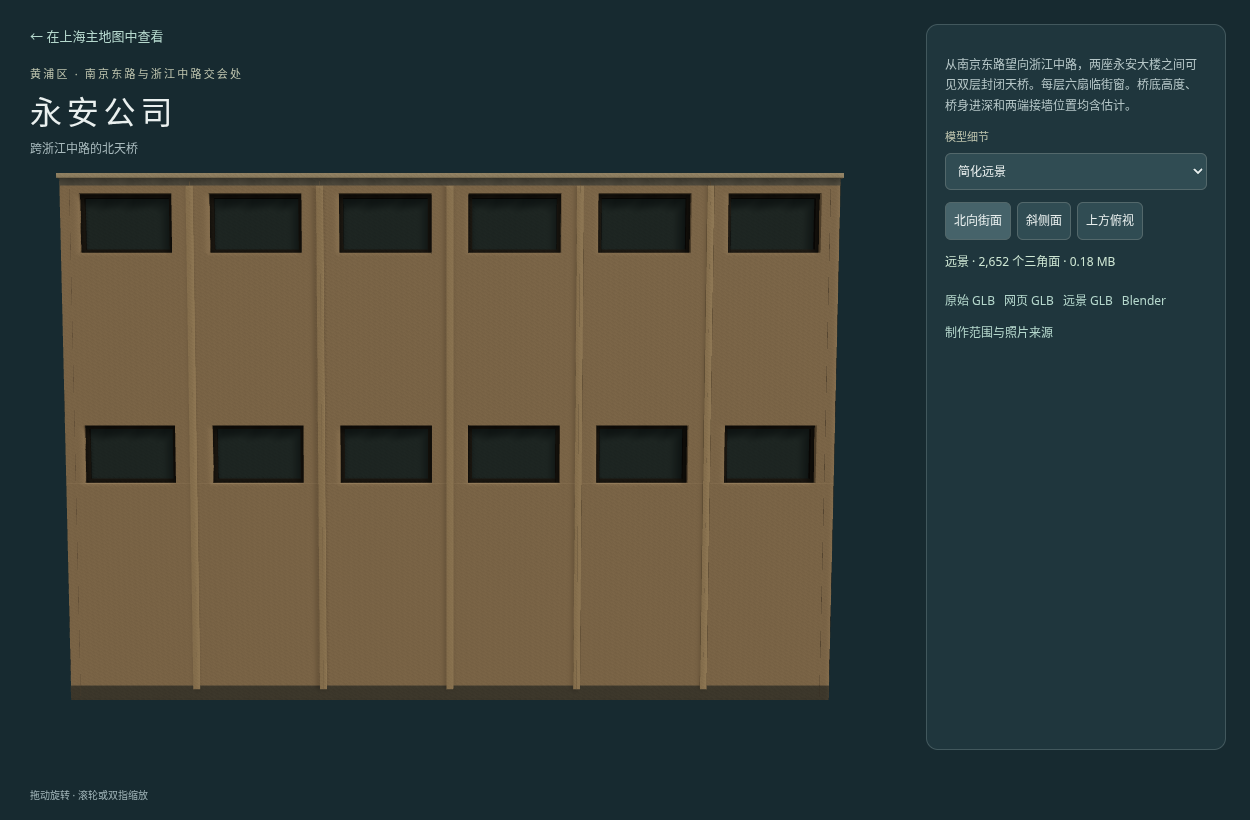 ← 在上海主地图中查看
黄浦区 · 南京东路与浙江中路交会处
永安公司
跨浙江中路的北天桥
从南京东路望向浙江中路，两座永安大楼之间可
见双层封闭天桥。每层六扇临街窗。桥底高度、
桥身进深和两端接墙位置均含估计。
模型细节
简化远景
北向街面 斜侧面 上方俯视
远景 · 2,652 个三角面 · 0.18 MB
原始 GLB 网页 GLB 远景 GLB Blender
制作范围与照片来源
拖动旋转 · 滚轮或双指缩放